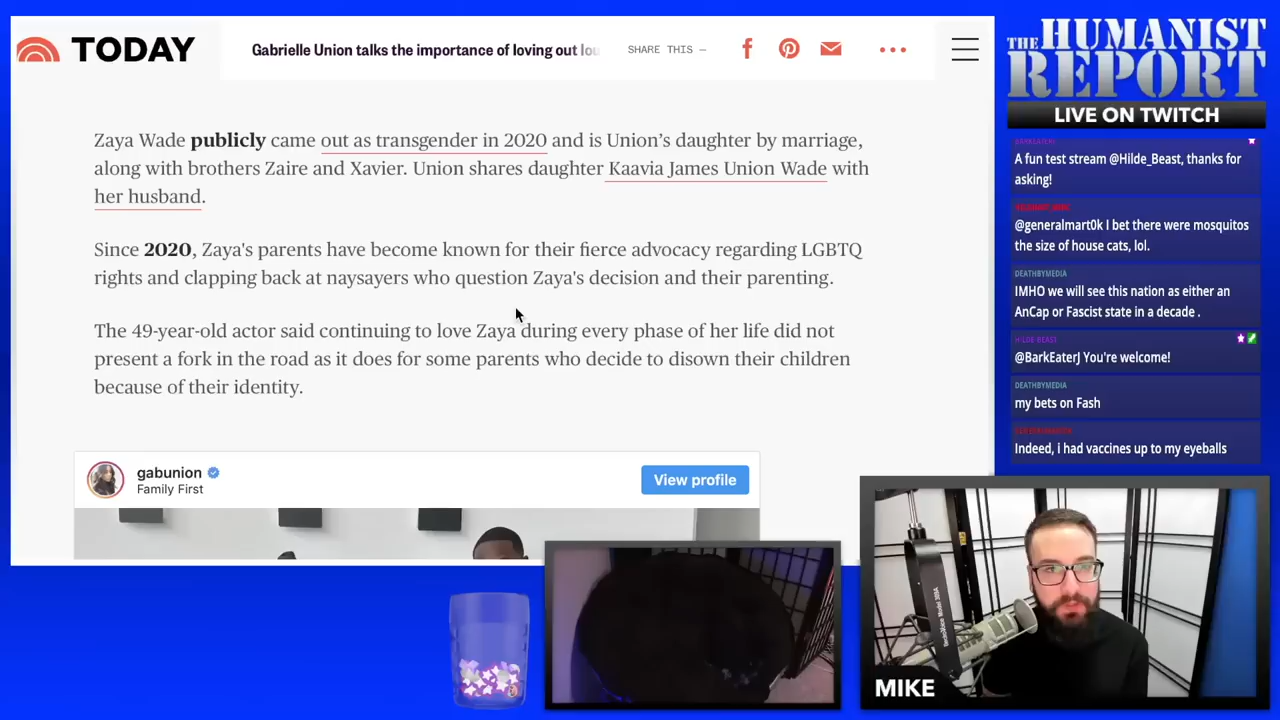 TODAY
Gabrielle Union talks the importance of loving out lou
SHARE THIS –
Zaya Wade publicly came out as transgender in 2020 and is Union’s daughter by marriage,
along with brothers Zaire and Xavier. Union shares daughter Kaavia James Union Wade with
her husband.
Since 2020, Zaya's parents have become known for their fierce advocacy regarding LGBTQ
rights and clapping back at naysayers who question Zaya's decision and their parenting.
The 49-year-old actor said continuing to love Zaya during every phase of her life did not
present a fork in the road as it does for some parents who decide to disown their children
because of their identity.
gabunion
Family First
View profile
THE HUMANIST
REPORT
LIVE ON TWITCH
BARKEATERJ
A fun test stream @Hilde_Beast, thanks for
asking!
@generalmart0k I bet there were mosquitos
the size of house cats, lol.
DEATHBYMEDIA
IMHO we will see this nation as either an
AnCap or Fascist state in a decade .
HILDE_BEAST
@BarkEaterJ You're welcome!
DEATHBYMEDIA
my bets on Fash
Indeed, i had vaccines up to my eyeballs
MIKE